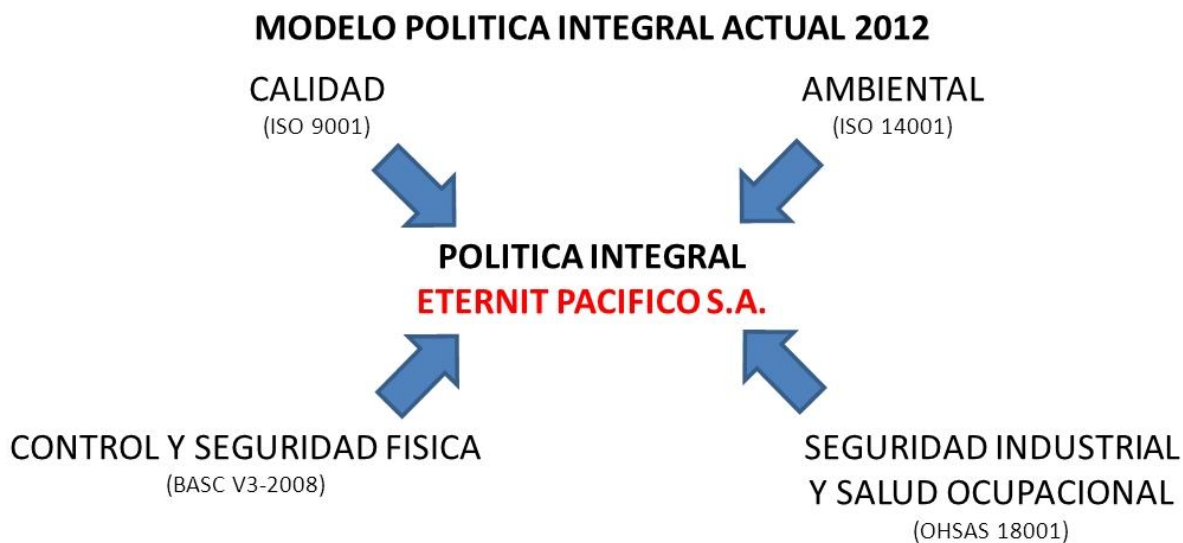 MODELO POLITICA INTEGRAL ACTUAL 2012
CALIDAD
(ISO 9001)
AMBIENTAL
(ISO 14001)
POLITICA INTEGRAL
ETERNIT PACIFICO S.A.
CONTROL Y SEGURIDAD FISICA
(BASC V3-2008)
SEGURIDAD INDUSTRIAL
Y SALUD OCUPACIONAL
(OHSAS 18001)